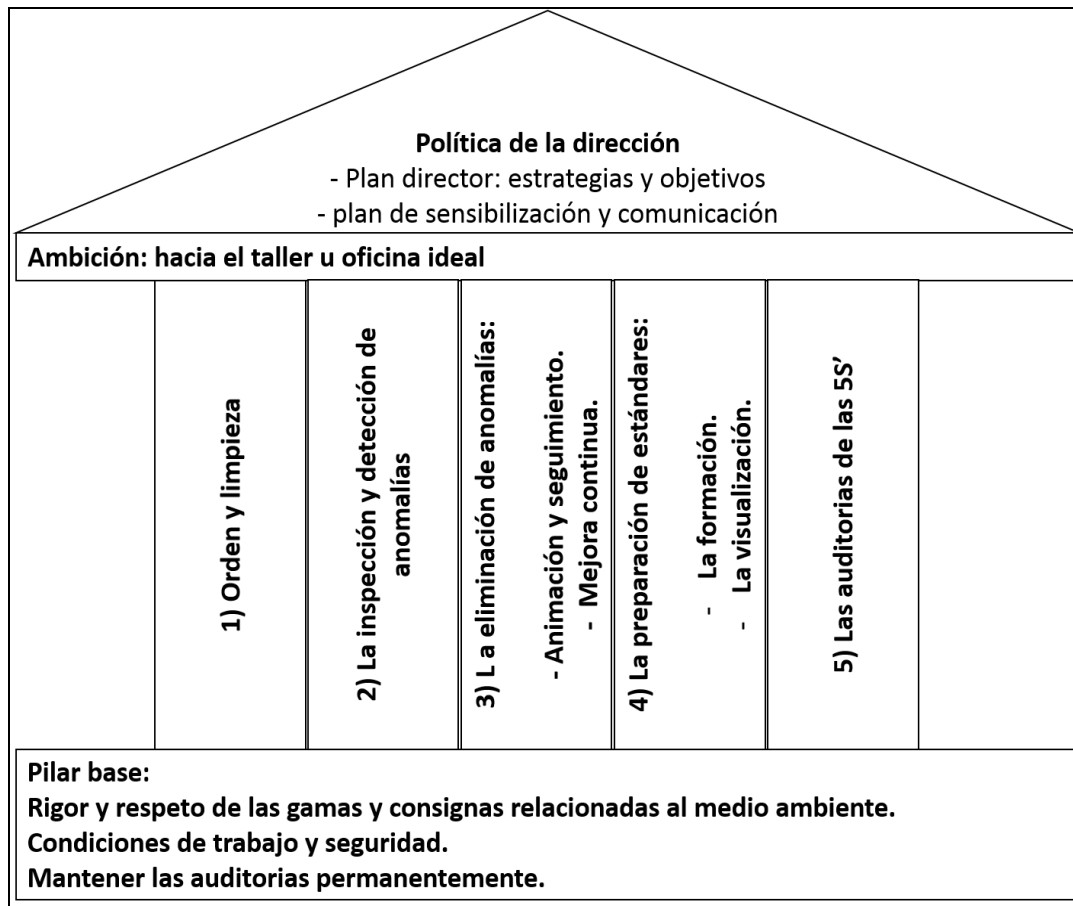 Política de la dirección
- Plan director: estrategias y objetivos
- plan de sensibilización y comunicación
Ambición: hacia el taller u oficina ideal
1) Orden y limpieza
2) La inspección y detección de
anomalías
3) L a eliminación de anomalías:
- Animación y seguimiento.
- Mejora continua.
4) La preparación de estándares:
- La formación.
- La visualización.
5) Las auditorias de las 5S’
Pilar base:
Rigor y respeto de las gamas y consignas relacionadas al medio ambiente.
Condiciones de trabajo y seguridad.
Mantener las auditorias permanentemente.